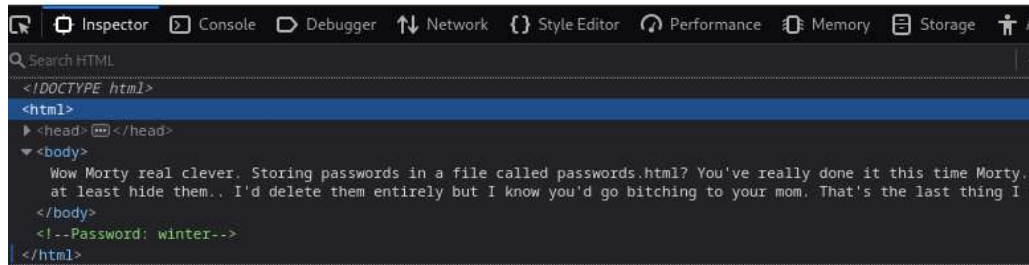 Inspector Console Debugger Network {} Style Editor Performance Memory Storage
Search HTML
<!DOCTYPE html>
<html>
<head> </head>
<body>
Wow Morty real clever. Storing passwords in a file called passwords.html? You've really done it this time Morty.
at least hide them.. I'd delete them entirely but I know you'd go bitching to your mom. That's the last thing I
</body>
<!--Password: winter-->
</html>